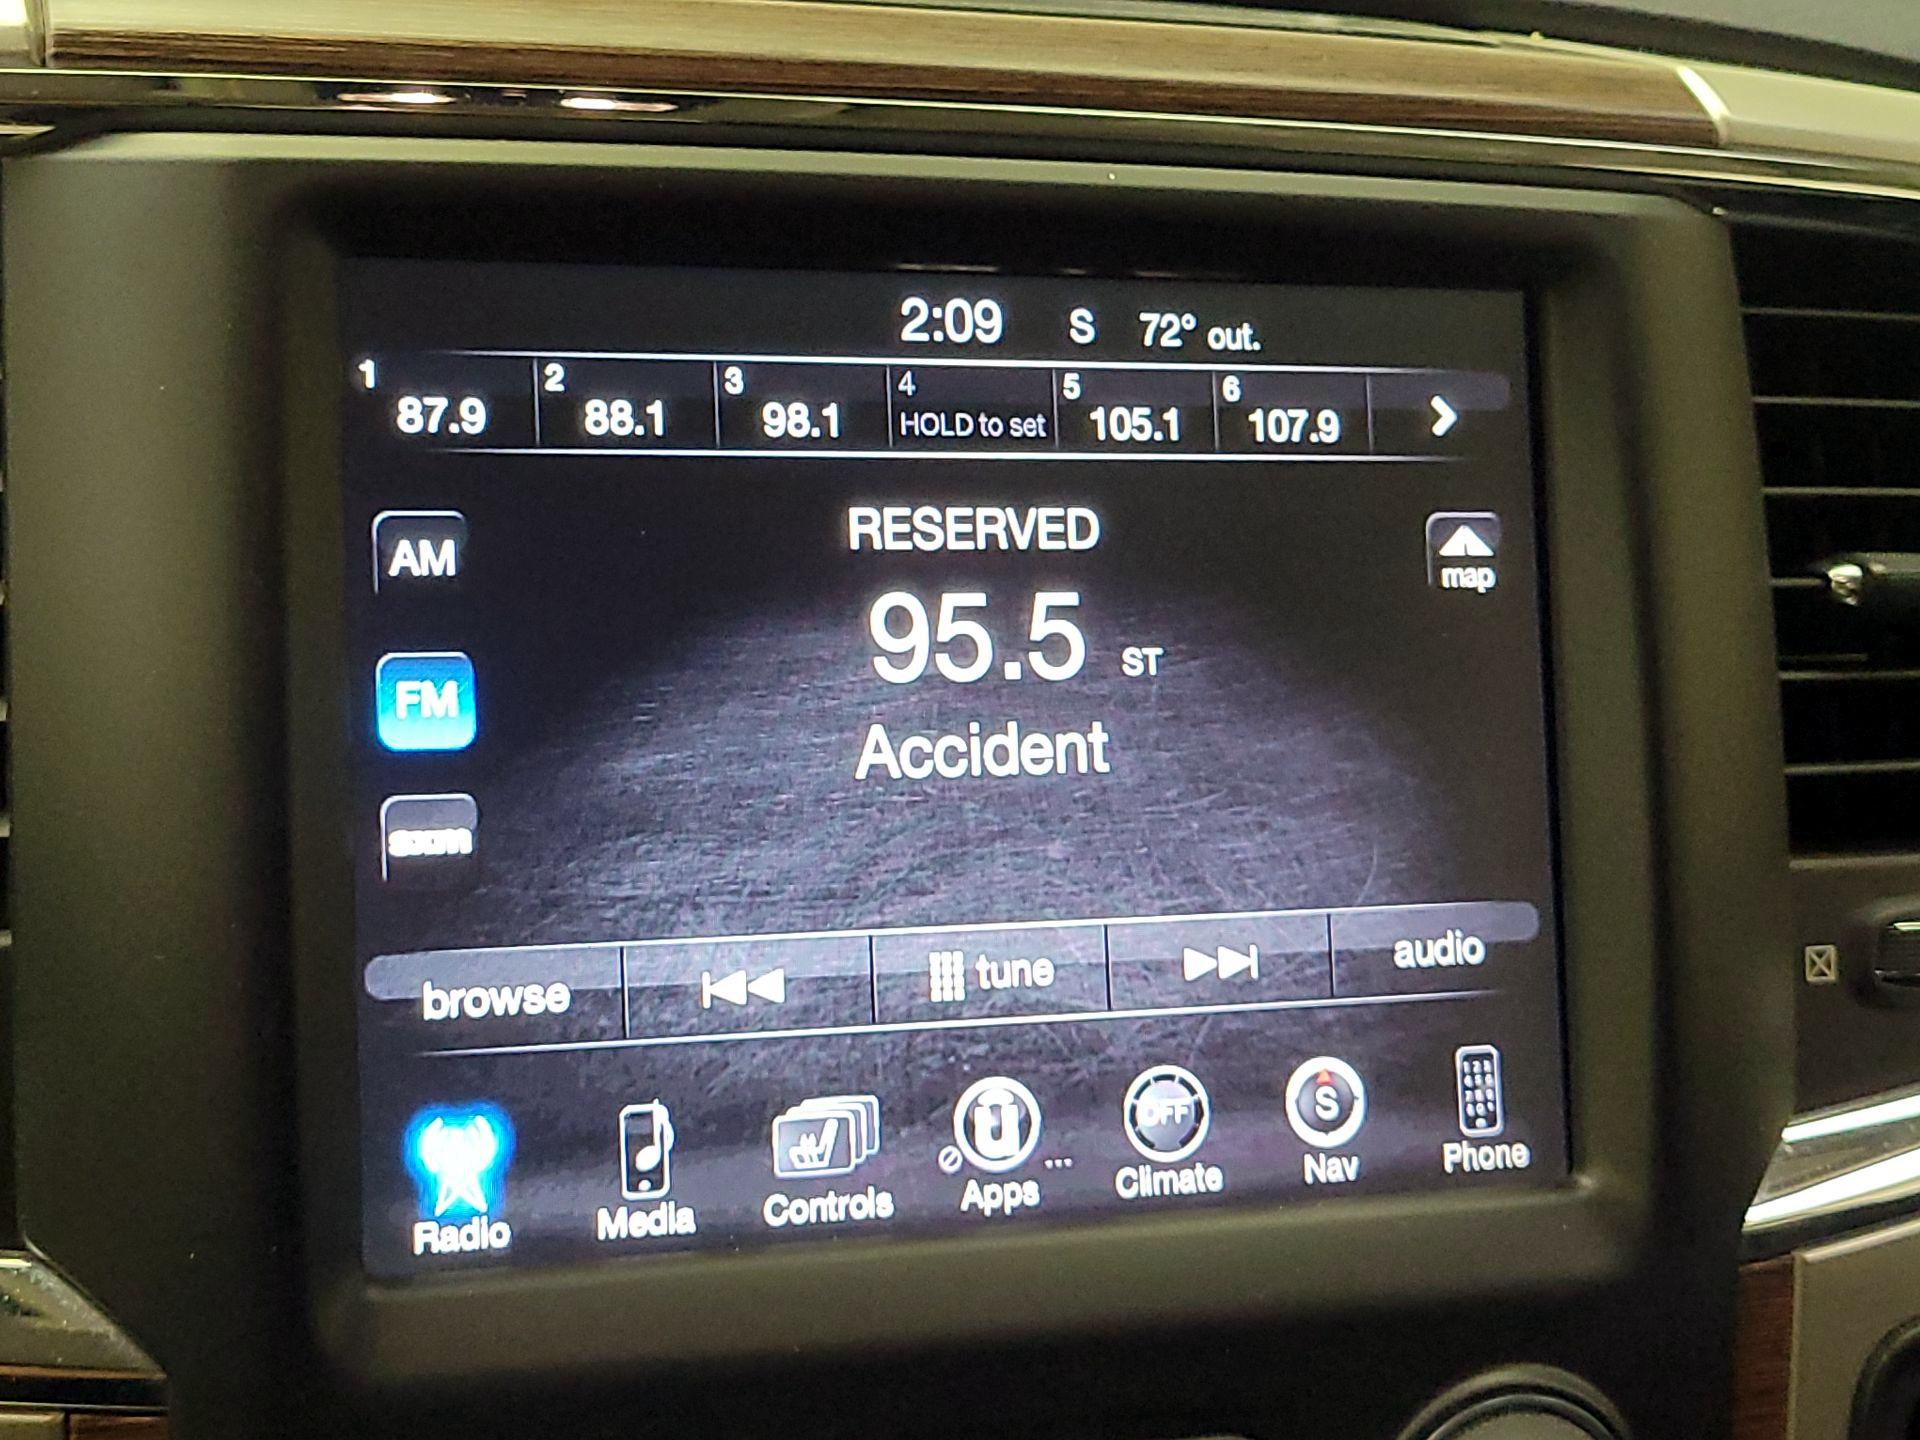 2:09 S 72° out.
1 87.9 2 88.1 3 98.1 4 HOLD to set 5 105.1 6 107.9
RESERVED
AM
map
95.5 ST
FM
Accident
browse tune audio
OFF
S
Radio Media Controls Apps ... Climate Nav Phone